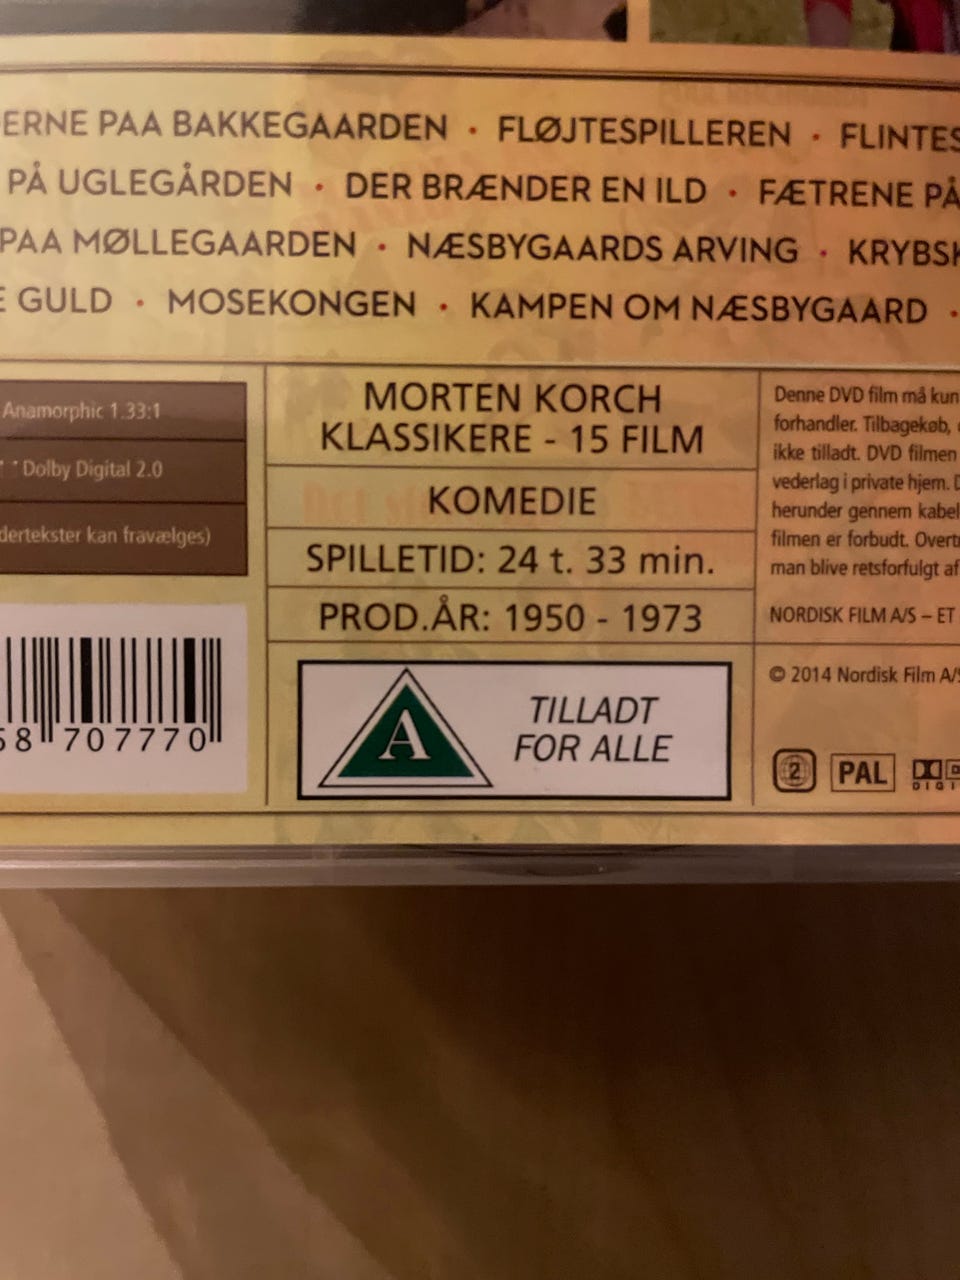 ERNE PAA BAKKEGAARDEN · FLØJTESPILLEREN · FLINTES
PÅ UGLEGÅRDEN · DER BRÆNDER EN ILD · FÆTRENE PÅ
PAA MØLLEGAARDEN · NÆSBYGAARDS ARVING · KRYBSK
E GULD · MOSEKONGEN · KAMPEN OM NÆSBYGAARD ·
Anamorphic 1.33:1
Dolby Digital 2.0
dertekster kan fravælges)
58 707770
MORTEN KORCH
KLASSIKERE - 15 FILM
KOMEDIE
SPILLETID: 24 t. 33 min.
PROD.ÅR: 1950 - 1973
A
TILLADT
FOR ALLE
Denne DVD film må kun
forhandler. Tilbagekøb,
ikke tilladt. DVD filmen
vederlag i private hjem. D
herunder gennem kabel
filmen er forbudt. Overtr
man blive retsforfulgt af
NORDISK FILM A/S – ET
© 2014 Nordisk Film A/S
2 PAL
DIGI